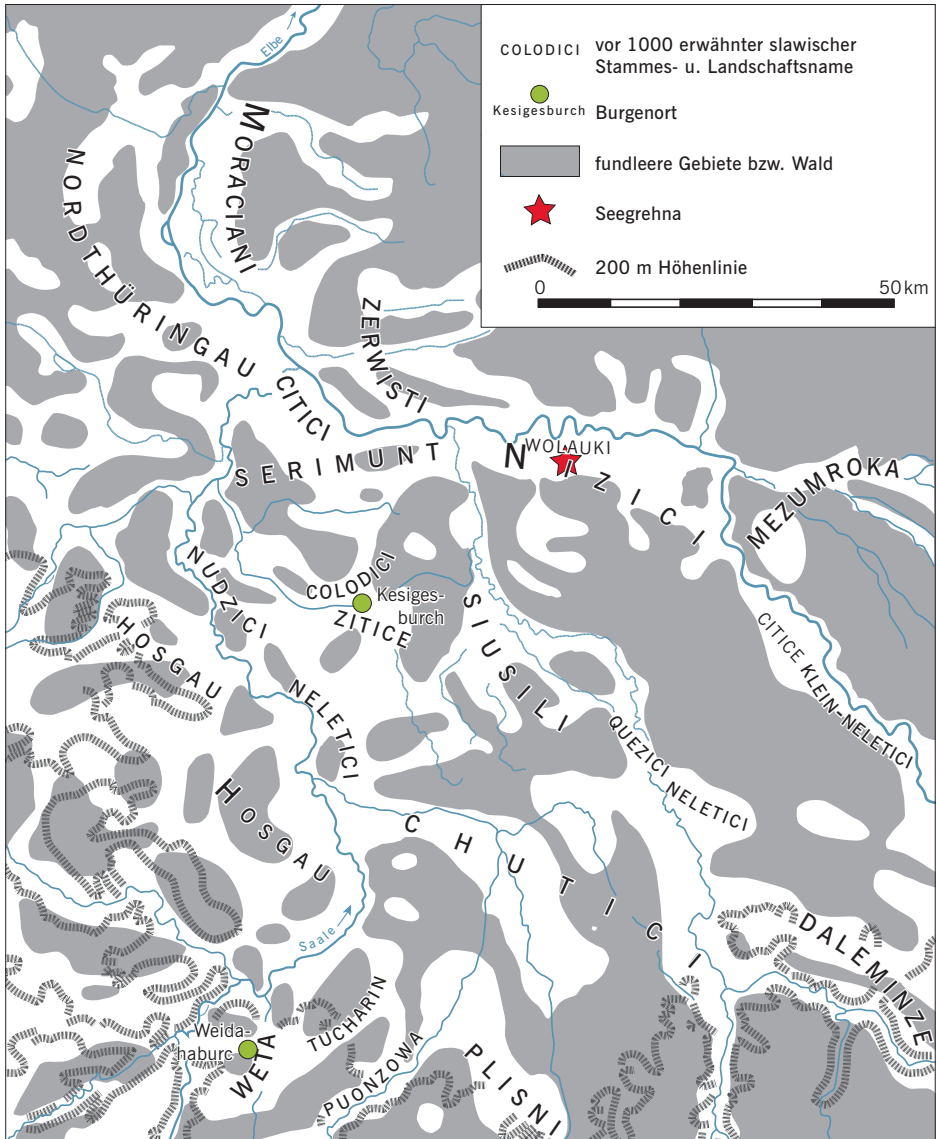 COLODICI
vor 1000 erwähnter slawischer
Stammes- u. Landschaftsname
Kesigesburch
Burgenort
fundleere Gebiete bzw. Wald
Seegrehna
200 m Höhenlinie
0 50 km
Elbe
MORACIANI
NORDTHÜRINGAU
ZERWISTI
CITICI
SERIMUNT
WOLAUKI
NIZICI
MEZUMROKA
NUDZICI
COLODICI
Kesiges-
burch
ZITICE
SIUSILI
CITICE KLEIN-NELETICI
HOSGAU
NELETICI
QUEZICI
NELETICI
HOSGAU
CHUTICI
Saale
DALEMINZE
Weida-
haburc
WETA
TUCHARIN
PUONZOWA
PLISNI